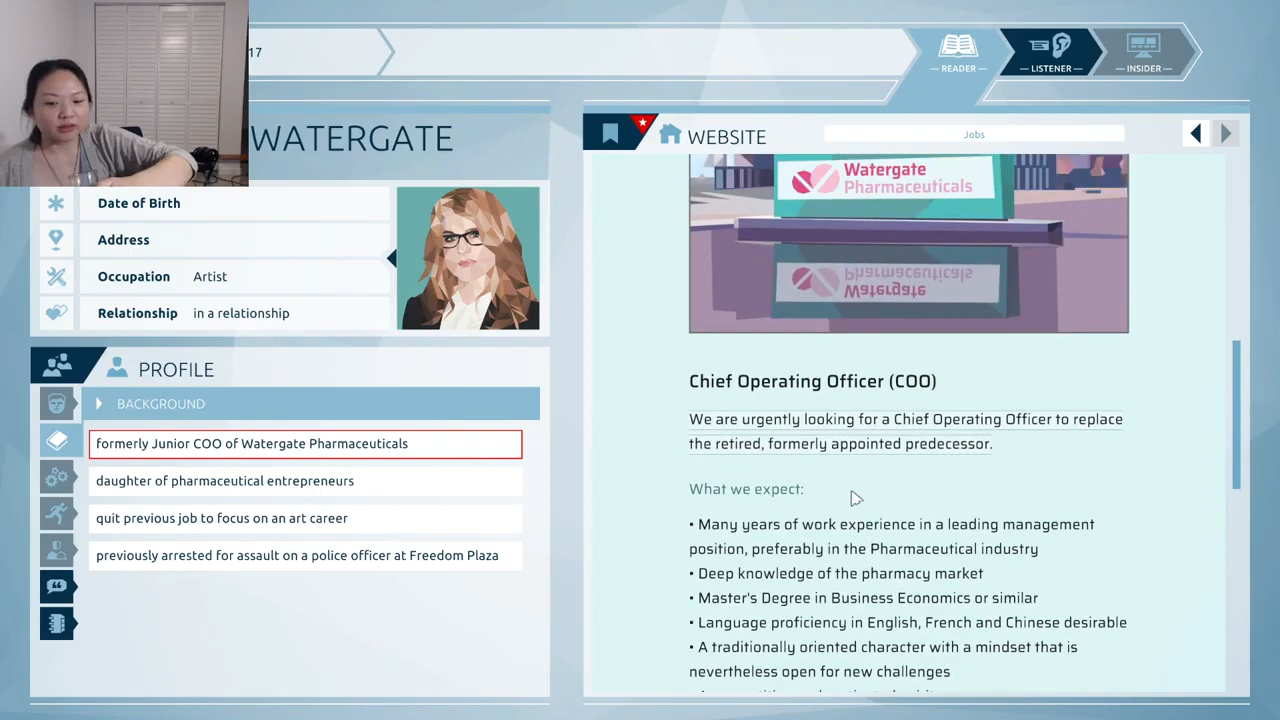 17
READER
LISTENER
INSIDER
WATERGATE
Date of Birth
Address
Occupation Artist
Relationship in a relationship
PROFILE
BACKGROUND
formerly Junior COO of Watergate Pharmaceuticals
daughter of pharmaceutical entrepreneurs
quit previous job to focus on an art career
previously arrested for assault on a police officer at Freedom Plaza
WEBSITE
Jobs
Watergate
Pharmaceuticals
Pharmaceuticals
Watergate
Chief Operating Officer (COO)
We are urgently looking for a Chief Operating Officer to replace
the retired, formerly appointed predecessor.
What we expect:
• Many years of work experience in a leading management
position, preferably in the Pharmaceutical industry
• Deep knowledge of the pharmacy market
• Master's Degree in Business Economics or similar
• Language proficiency in English, French and Chinese desirable
• A traditionally oriented character with a mindset that is
nevertheless open for new challenges